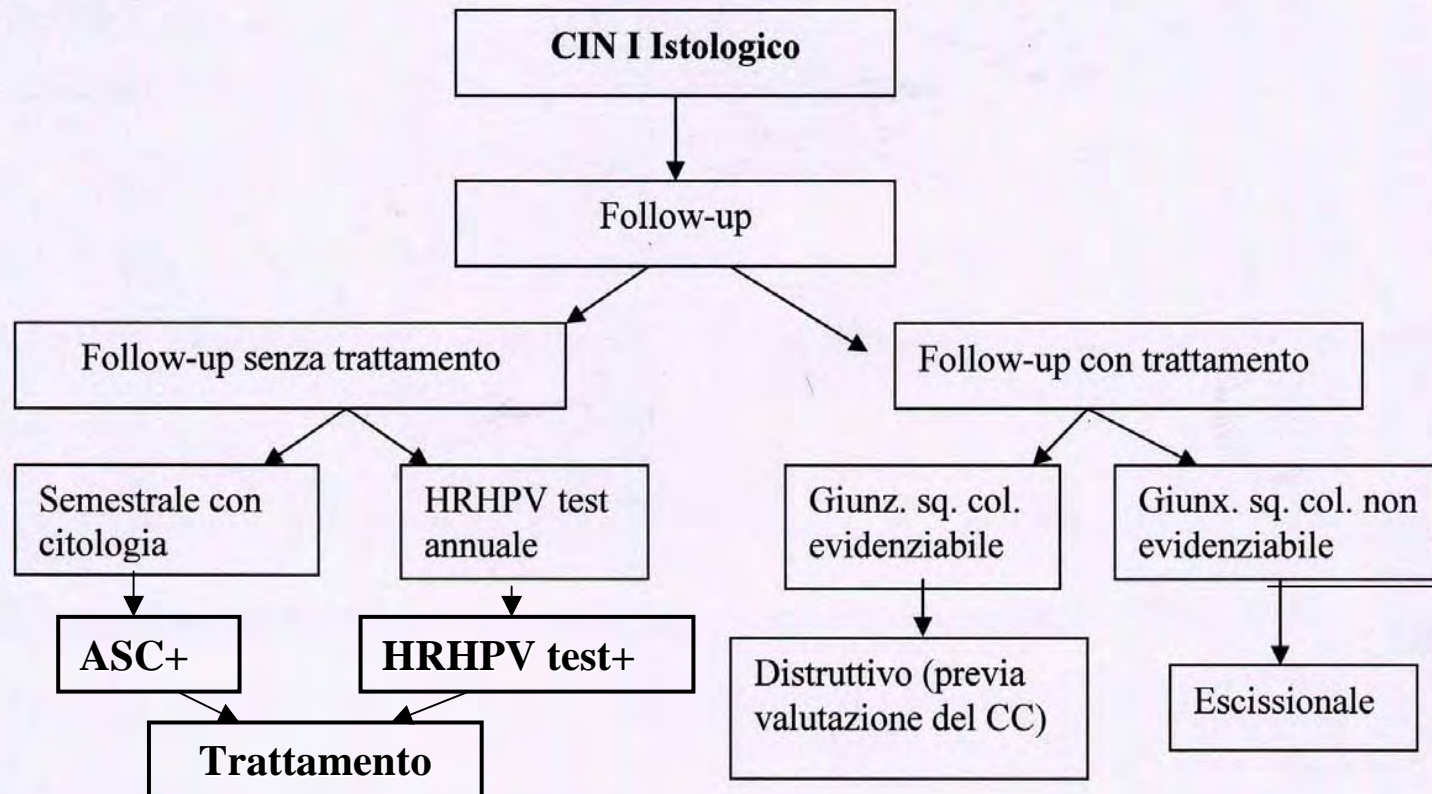 CIN I Istologico
Follow-up
Follow-up senza trattamento
Follow-up con trattamento
Semestrale con
citologia
HRHPV test
annuale
Giunz. sq. col.
evidenziabile
Giunx. sq. col. non
evidenziabile
ASC+
HRHPV test+
Distruttivo (previa
valutazione del CC)
Escissionale
Trattamento